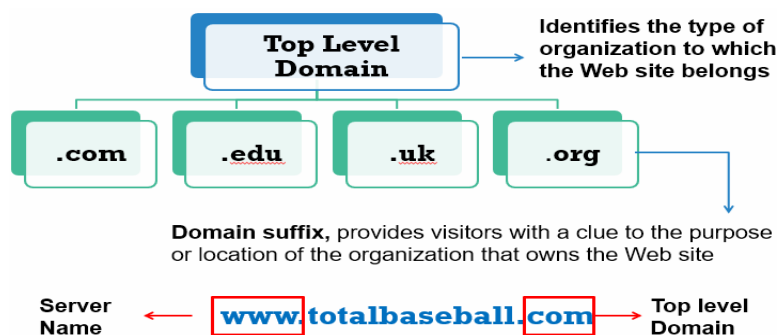 Top Level
Domain
Identifies the type of
organization to which
the Web site belongs
.com
.edu
.uk
.org
Domain suffix, provides visitors with a clue to the purpose
or location of the organization that owns the Web site
Server
Name
www.totalbaseball.com
Top level
Domain